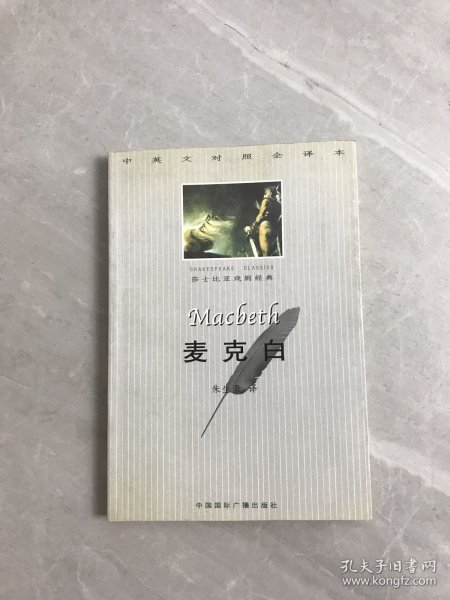 中英文对照全译本
SHAKESPEARE CLASSICS
莎士比亚戏剧经典
Macbeth
麦克白
朱生豪 译
中国国际广播出版社
孔夫子旧书网
www.kongfz.com